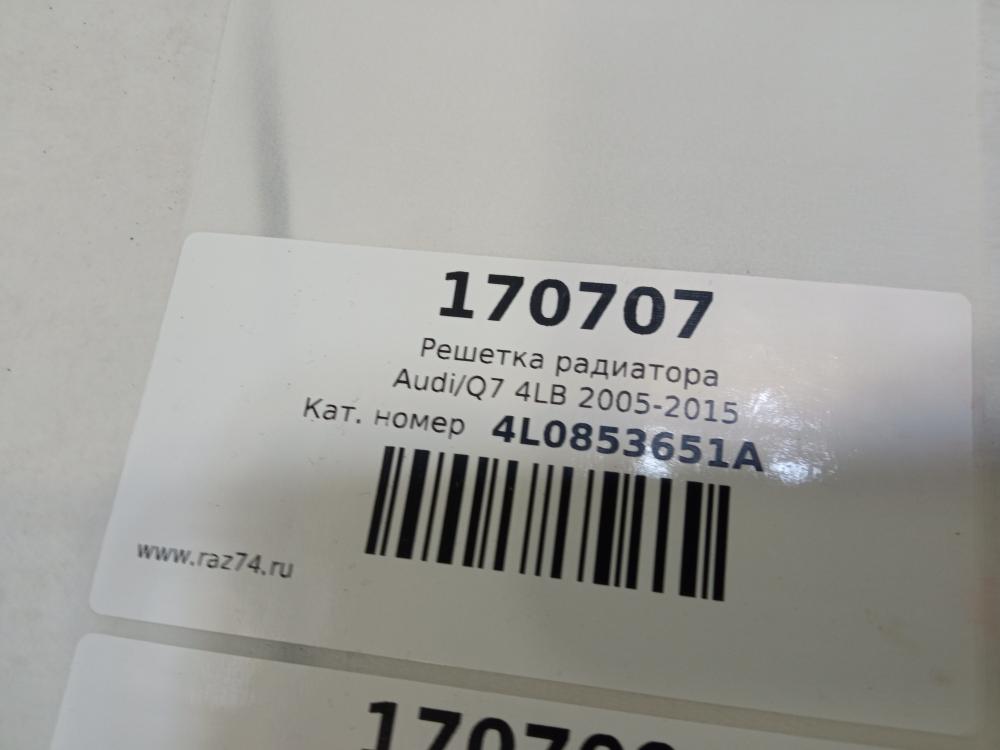 170707
Решетка радиатора
Audi/Q7 4LB 2005-2015
Кат. номер 4L0853651A
www.raz74.ru